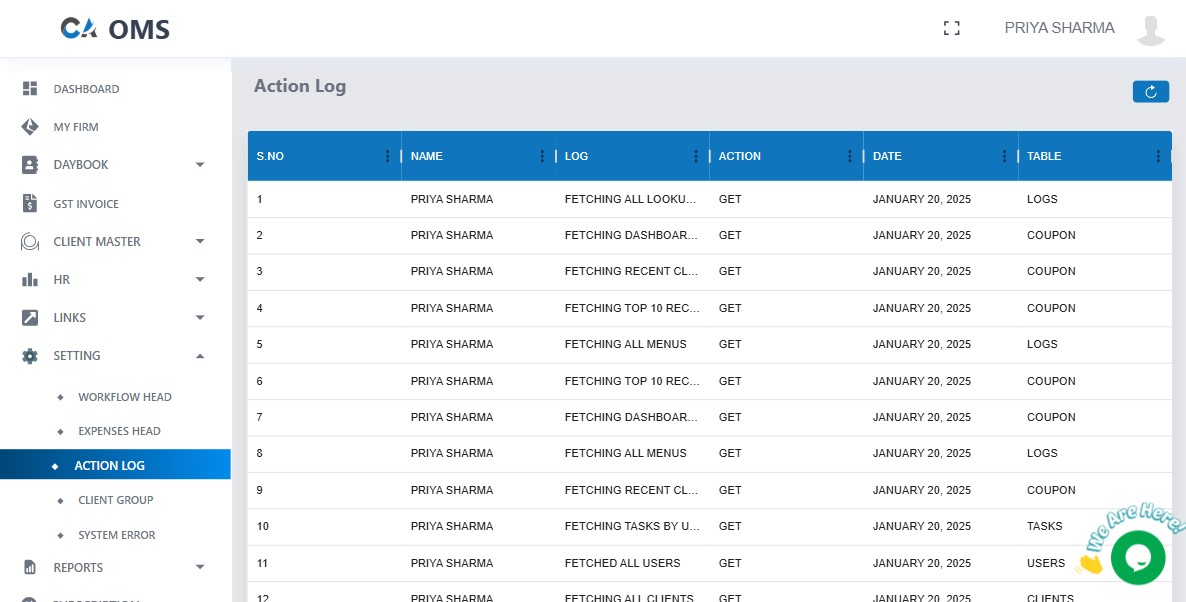 CA OMS
PRIYA SHARMA
DASHBOARD
MY FIRM
DAYBOOK
GST INVOICE
CLIENT MASTER
HR
LINKS
SETTING
WORKFLOW HEAD
EXPENSES HEAD
ACTION LOG
CLIENT GROUP
SYSTEM ERROR
REPORTS
SUBSCRIPTION
Action Log
S.NO NAME LOG ACTION DATE TABLE
1 PRIYA SHARMA FETCHING ALL LOOKU... GET JANUARY 20, 2025 LOGS
2 PRIYA SHARMA FETCHING DASHBOAR... GET JANUARY 20, 2025 COUPON
3 PRIYA SHARMA FETCHING RECENT CL... GET JANUARY 20, 2025 COUPON
4 PRIYA SHARMA FETCHING TOP 10 REC... GET JANUARY 20, 2025 COUPON
5 PRIYA SHARMA FETCHING ALL MENUS GET JANUARY 20, 2025 LOGS
6 PRIYA SHARMA FETCHING TOP 10 REC... GET JANUARY 20, 2025 COUPON
7 PRIYA SHARMA FETCHING DASHBOAR... GET JANUARY 20, 2025 COUPON
8 PRIYA SHARMA FETCHING ALL MENUS GET JANUARY 20, 2025 LOGS
9 PRIYA SHARMA FETCHING RECENT CL... GET JANUARY 20, 2025 COUPON
10 PRIYA SHARMA FETCHING TASKS BY U... GET JANUARY 20, 2025 TASKS
11 PRIYA SHARMA FETCHED ALL USERS GET JANUARY 20, 2025 USERS
12 PRIYA SHARMA FETCHING ALL CLIENTS GET JANUARY 20, 2025 CLIENTS
We Are Here!